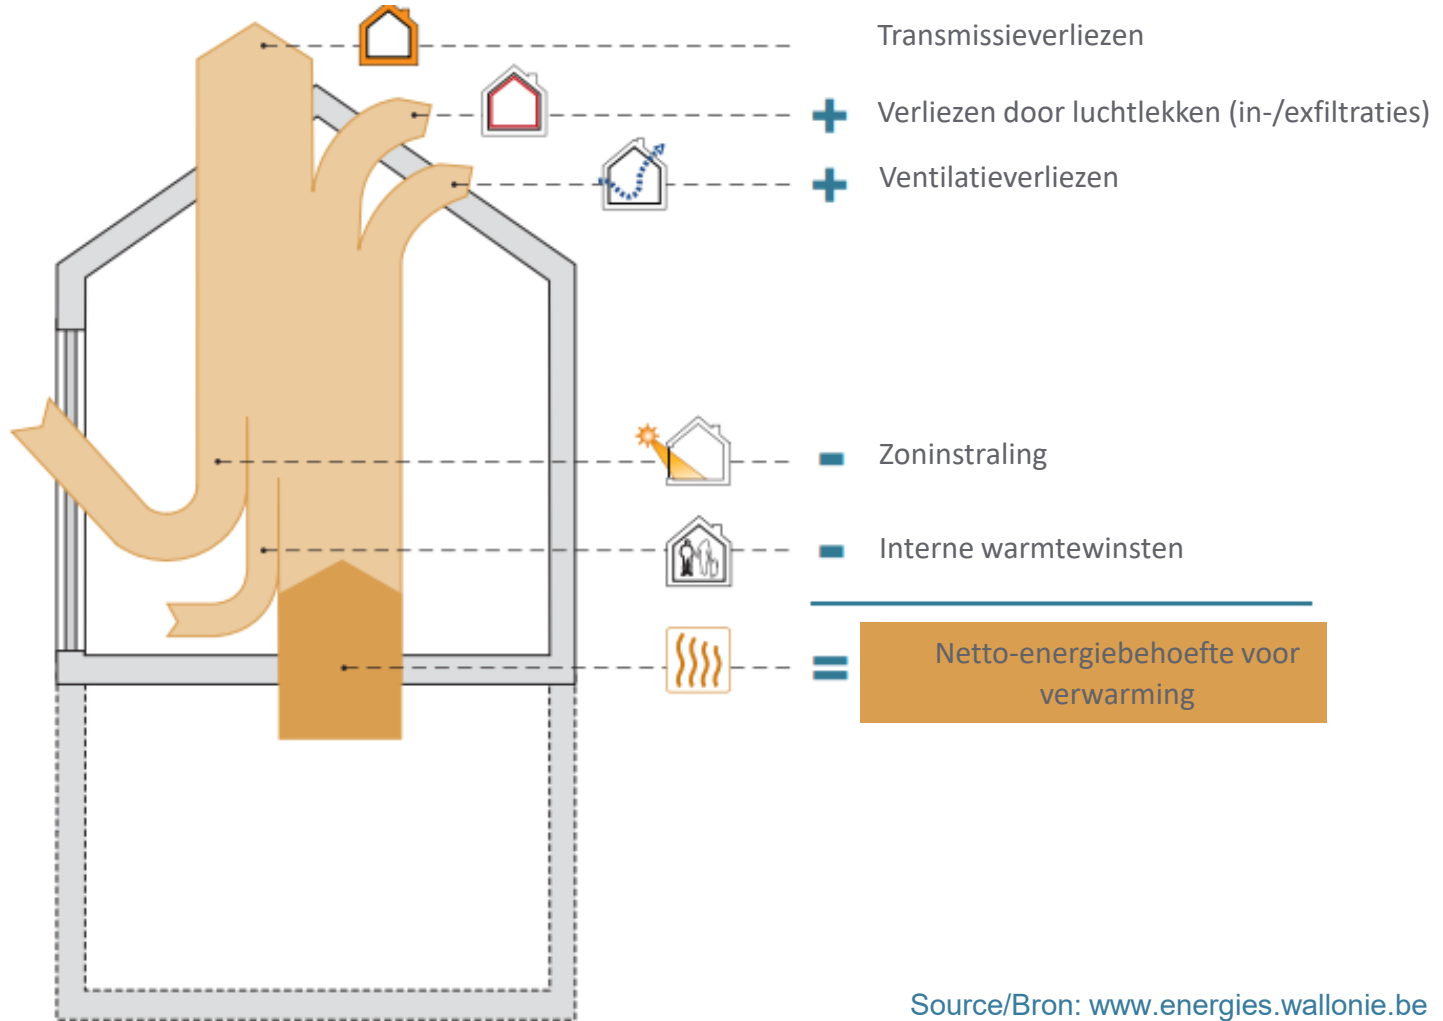 Transmissieverliezen
+ Verliezen door luchtlekken (in-/exfiltraties)
+ Ventilatieverliezen
- Zoninstraling
- Interne warmtewinsten
= Netto-energiebehoefte voor
verwarming
Source/Bron: www.energies.wallonie.be